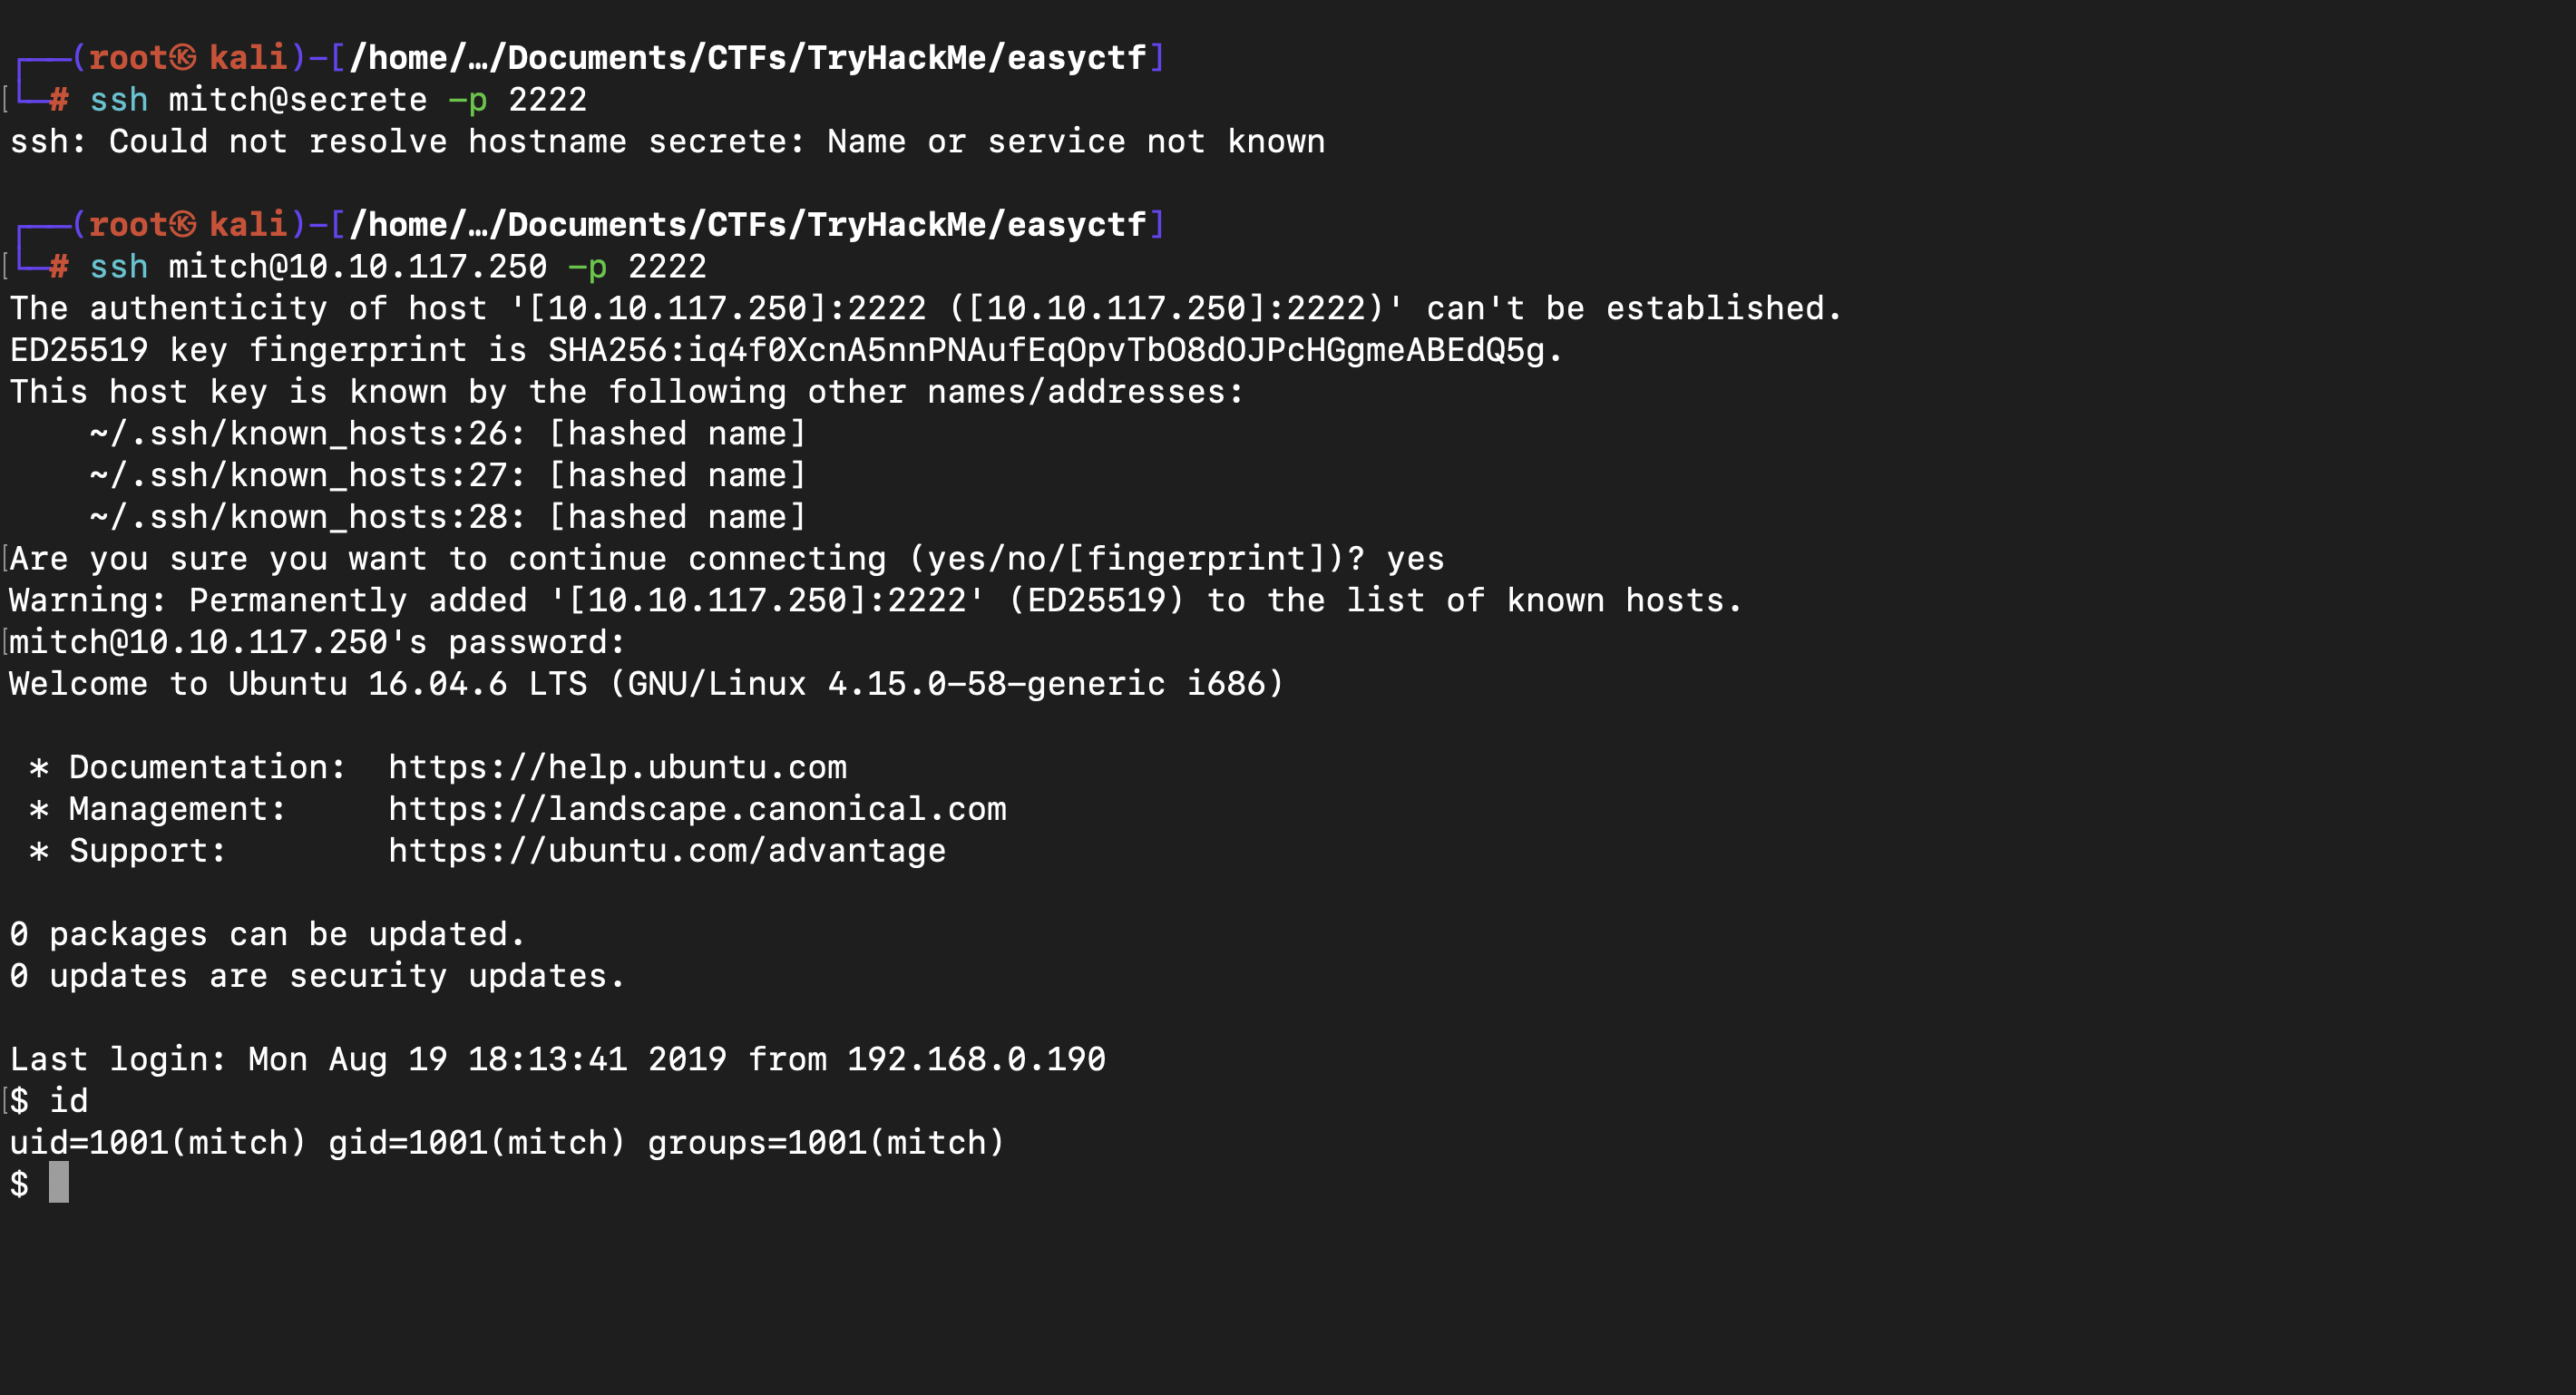 ┌──(root㉿kali)-[/home/…/Documents/CTFs/TryHackMe/easyctf]
└─# ssh mitch@secrete -p 2222
ssh: Could not resolve hostname secrete: Name or service not known
┌──(root㉿kali)-[/home/…/Documents/CTFs/TryHackMe/easyctf]
└─# ssh mitch@10.10.117.250 -p 2222
The authenticity of host '[10.10.117.250]:2222 ([10.10.117.250]:2222)' can't be established.
ED25519 key fingerprint is SHA256:iq4f0XcnA5nnPNAufEqOpvTbO8dOJPcHGgmeABEdQ5g.
This host key is known by the following other names/addresses:
    ~/.ssh/known_hosts:26: [hashed name]
    ~/.ssh/known_hosts:27: [hashed name]
    ~/.ssh/known_hosts:28: [hashed name]
Are you sure you want to continue connecting (yes/no/[fingerprint])? yes
Warning: Permanently added '[10.10.117.250]:2222' (ED25519) to the list of known hosts.
mitch@10.10.117.250's password:
Welcome to Ubuntu 16.04.6 LTS (GNU/Linux 4.15.0-58-generic i686)
 * Documentation:  https://help.ubuntu.com
 * Management:     https://landscape.canonical.com
 * Support:        https://ubuntu.com/advantage
0 packages can be updated.
0 updates are security updates.
Last login: Mon Aug 19 18:13:41 2019 from 192.168.0.190
$ id
uid=1001(mitch) gid=1001(mitch) groups=1001(mitch)
$